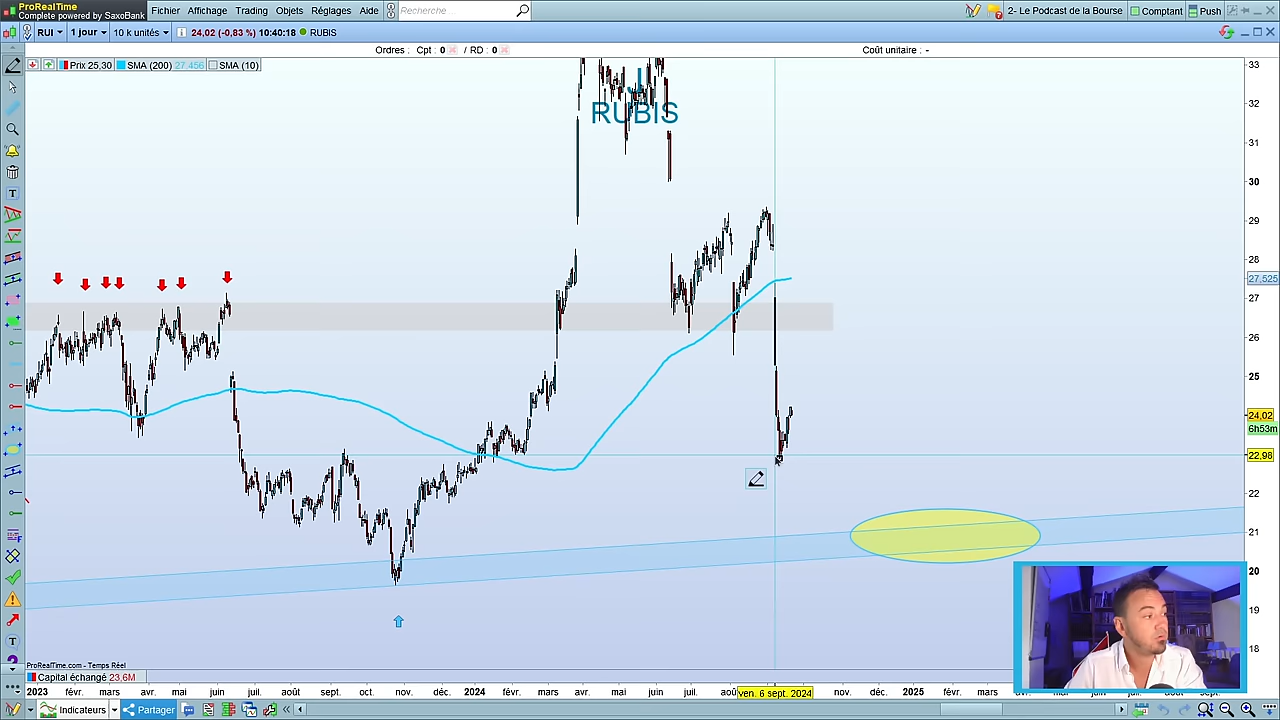 ProRealTime
Complete powered by SaxoBank
Fichier Affichage Trading Objets Réglages Aide Recherche
2- Le Podcast de la Bourse Comptant Push
RUI 1 jour 10 k unités i 24,02 (-0,83 %) 10:40:18 RUBIS
Ordres : Cpt : 0 / RD : 0 Coût unitaire : -
Prix 25,30 SMA (200) 27.456 SMA (10)
RUBIS
33
32
31
30
29
28
27,525
27
26
25
24,02
6h53m
22,98
22
21
20
19
18
ProRealTime.com - Temps Réel
Capital échangé 23.6M
2023 févr. mars avr. mai juin juil. août sept. oct. nov. déc. 2024 févr. mars avr. mai juin juil. aoû ven. 6 sept. 2024 nov. déc. 2025 févr. mars
Indicateurs Partager